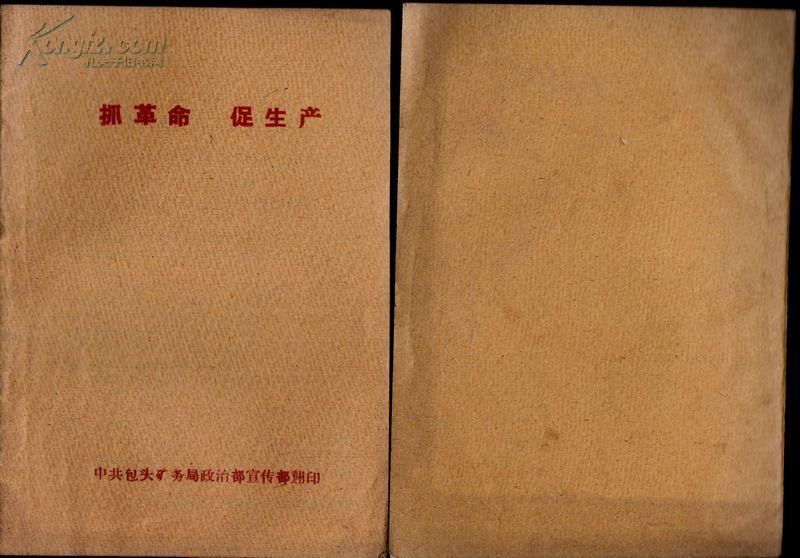 Kongfz.com
孔夫子旧书网
抓革命 促生产
中共包头矿务局政治部宣传部翻印